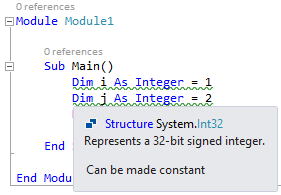 0 references
Module Module1
0 references
Sub Main()
Dim i As Integer = 1
Dim j As Integer = 2
Structure System.Int32
Represents a 32-bit signed integer.
Can be made constant
End
End Modu